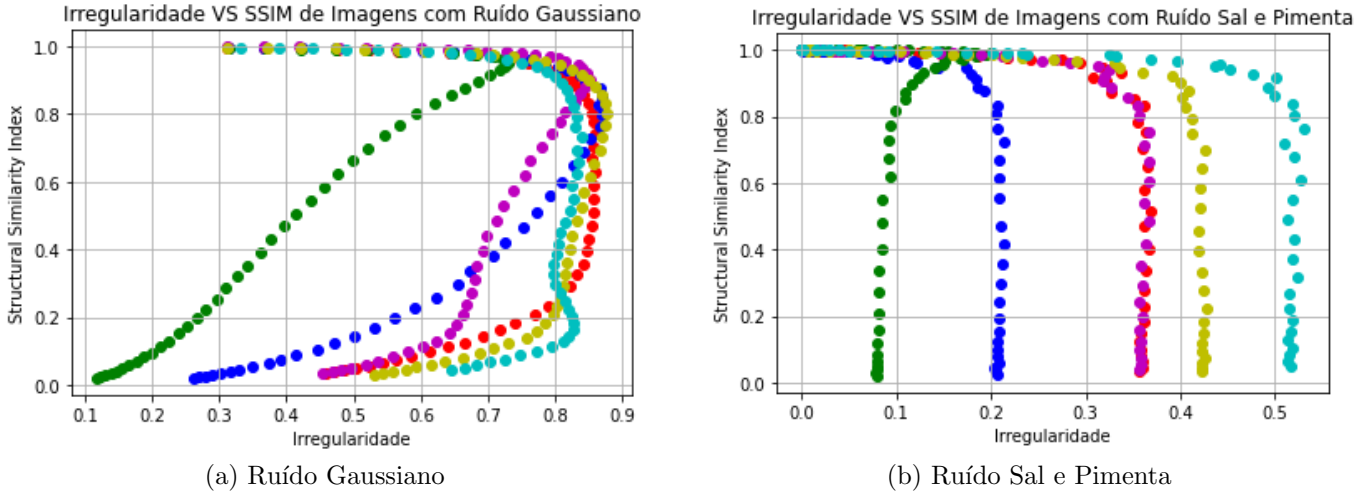 Irregularidade VS SSIM de Imagens com Ruído Gaussiano
Structural Similarity Index
1.0
0.8
0.6
0.4
0.2
0.0
0.1 0.2 0.3 0.4 0.5 0.6 0.7 0.8 0.9
Irregularidade
(a) Ruído Gaussiano
Irregularidade VS SSIM de Imagens com Ruído Sal e Pimenta
Structural Similarity Index
1.0
0.8
0.6
0.4
0.2
0.0
0.0 0.1 0.2 0.3 0.4 0.5
Irregularidade
(b) Ruído Sal e Pimenta